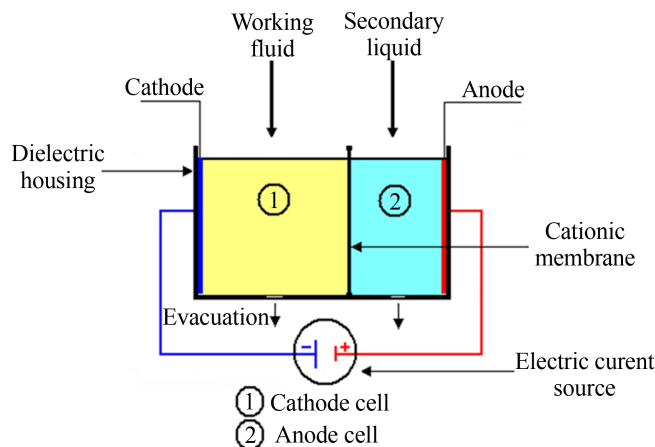 Working
fluid
Secondary
liquid
Cathode
Anode
Dielectric
housing
1
2
Cationic
membrane
Evacuation
- +
Electric curent
source
1 Cathode cell
2 Anode cell